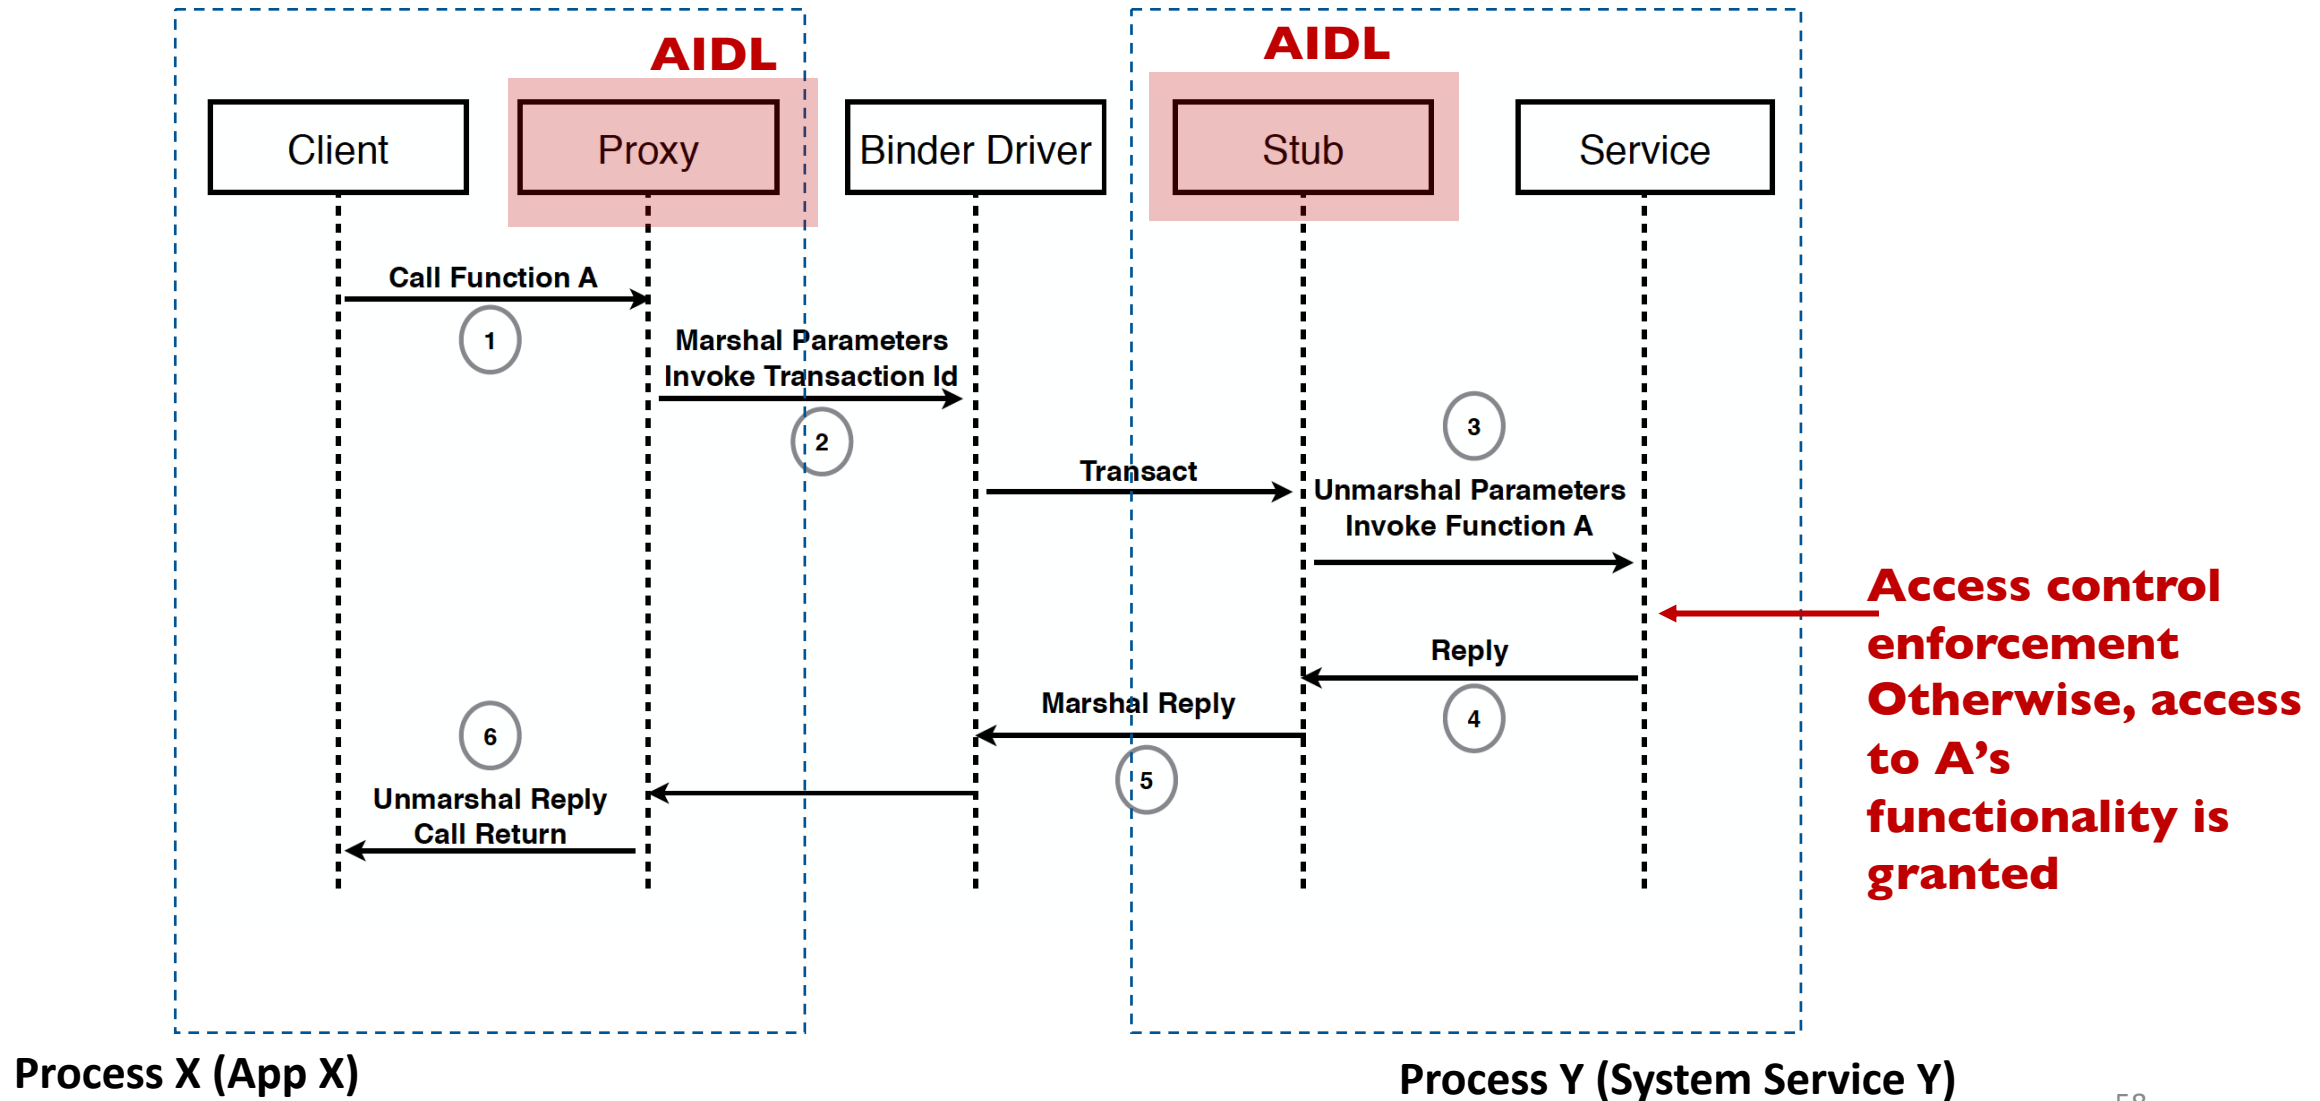 AIDL
AIDL
Client
Proxy
Binder Driver
Stub
Service
Call Function A
1
Marshal Parameters
Invoke Transaction Id
2
Transact
3
Unmarshal Parameters
Invoke Function A
Access control
enforcement
Otherwise, access
to A's
functionality is
granted
Reply
4
Marshal Reply
5
6
Unmarshal Reply
Call Return
Process X (App X)
Process Y (System Service Y)
58